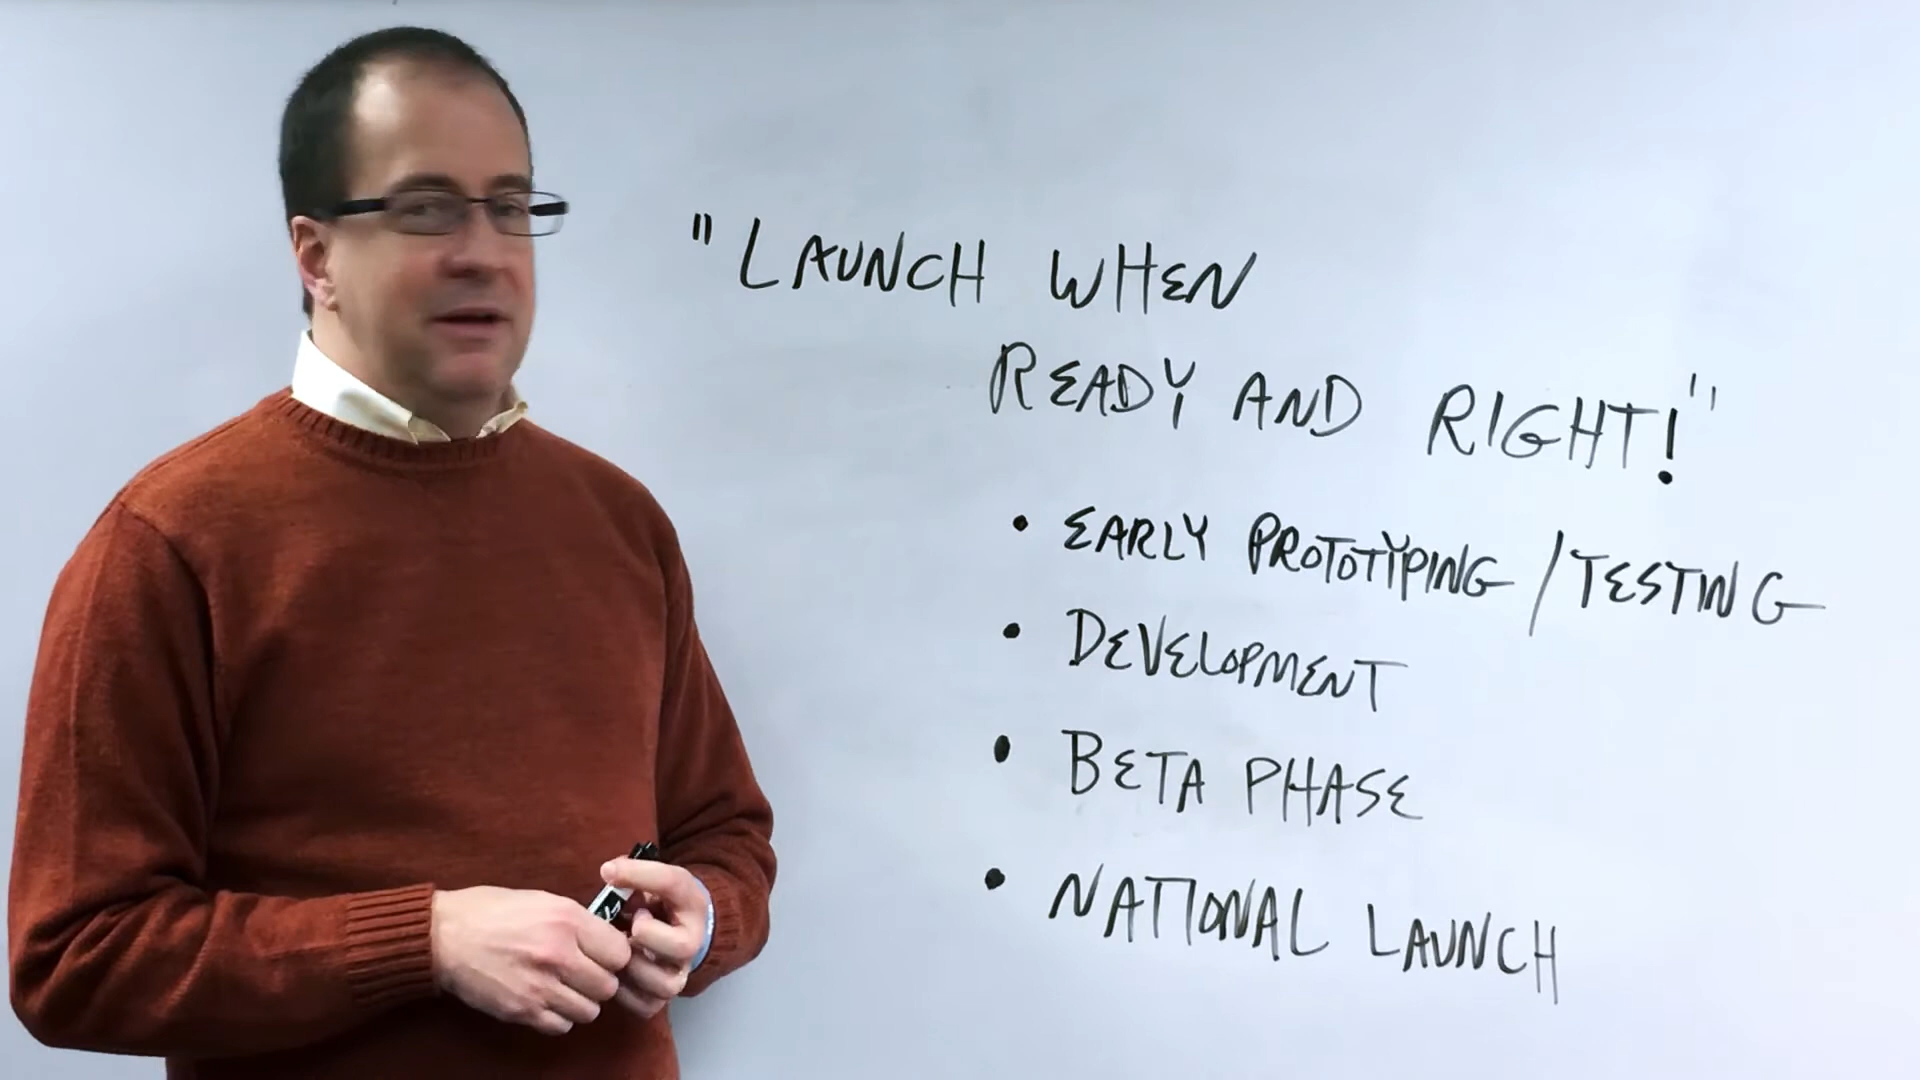 "LAUNCH WHEN
READY AND RIGHT!"
• EARLY PROTOTYPING / TESTING
• DEVELOPMENT
• BETA PHASE
• NATIONAL LAUNCH